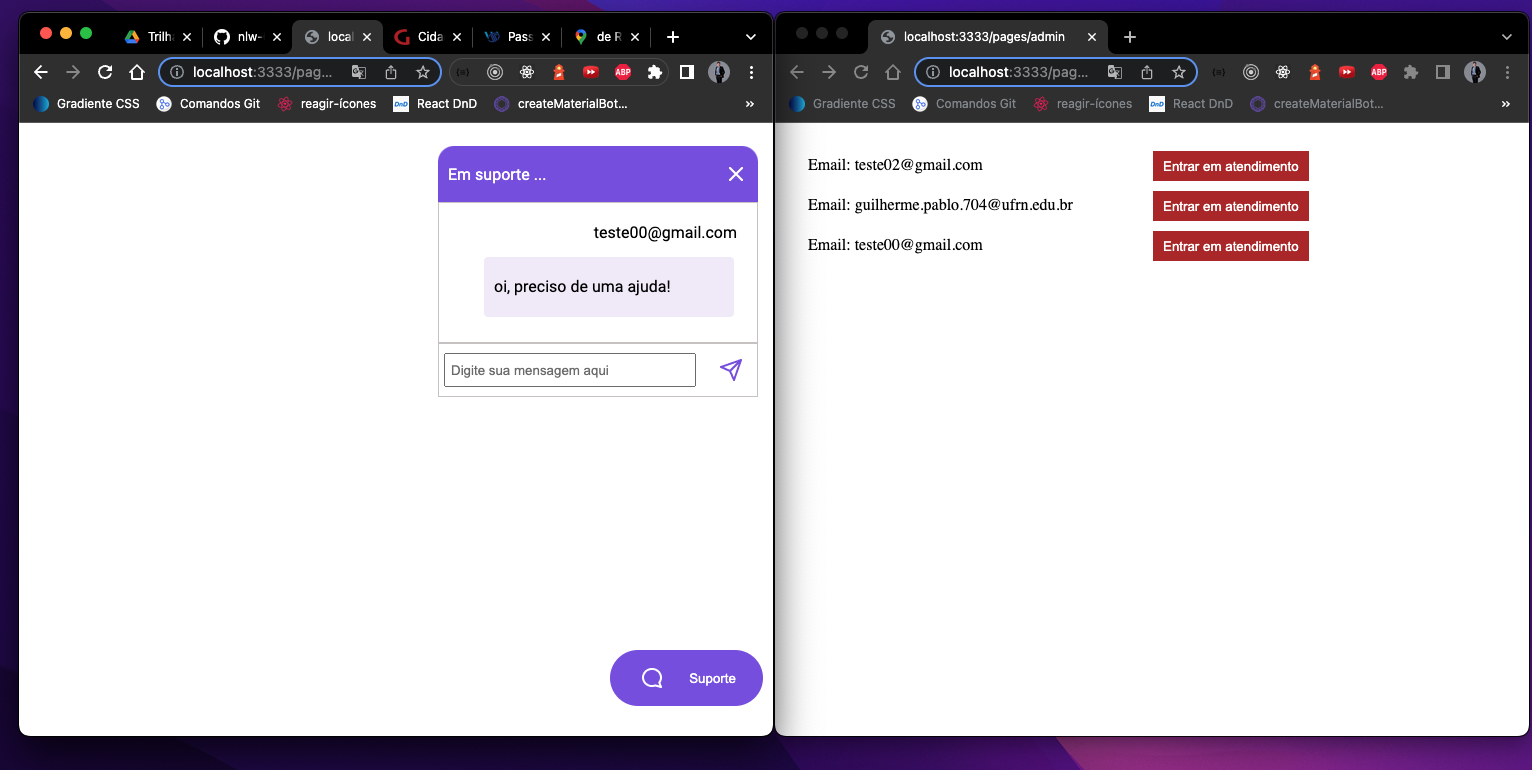 Trilh
nlw-
local
Cida
Pass
de R
localhost:3333/pag...
ABP
Gradiente CSS
Comandos Git
reagir-ícones
DnD
React DnD
createMaterialBot...
»
Em suporte ...
teste00@gmail.com
oi, preciso de uma ajuda!
Digite sua mensagem aqui
Suporte
localhost:3333/pages/admin
localhost:3333/pag...
ABP
Gradiente CSS
Comandos Git
reagir-ícones
DnD
React DnD
createMaterialBot...
»
Email: teste02@gmail.com Entrar em atendimento
Email: guilherme.pablo.704@ufrn.edu.br Entrar em atendimento
Email: teste00@gmail.com Entrar em atendimento